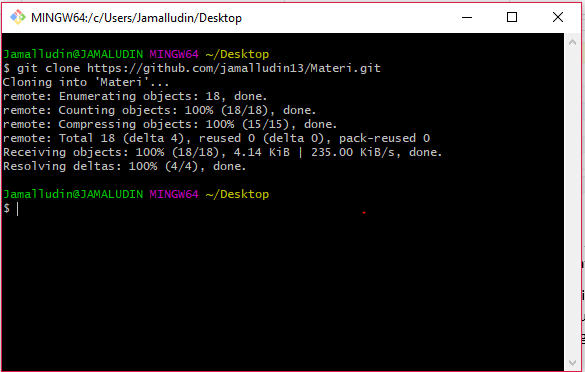 MINGW64:/c/Users/Jamalludin/Desktop
Jamalludin@JAMALUDIN MINGW64 ~/Desktop
$ git clone https://github.com/jamalludin13/Materi.git
Cloning into 'Materi'...
remote: Enumerating objects: 18, done.
remote: Counting objects: 100% (18/18), done.
remote: Compressing objects: 100% (15/15), done.
remote: Total 18 (delta 4), reused 0 (delta 0), pack-reused 0
Receiving objects: 100% (18/18), 4.14 KiB | 235.00 KiB/s, done.
Resolving deltas: 100% (4/4), done.
Jamalludin@JAMALUDIN MINGW64 ~/Desktop
$